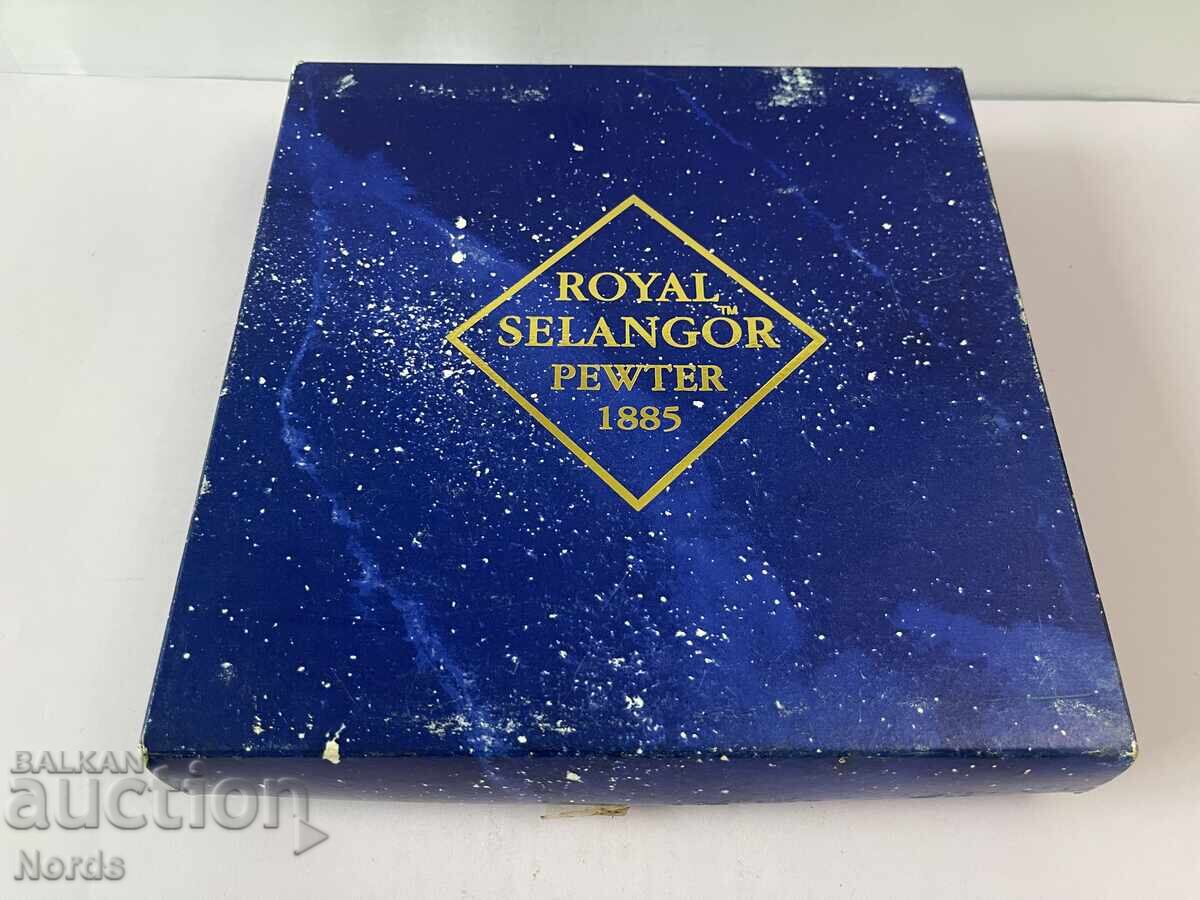 ROYAL
SELANGOR™
PEWTER
1885
BALKAN
auction
Nords